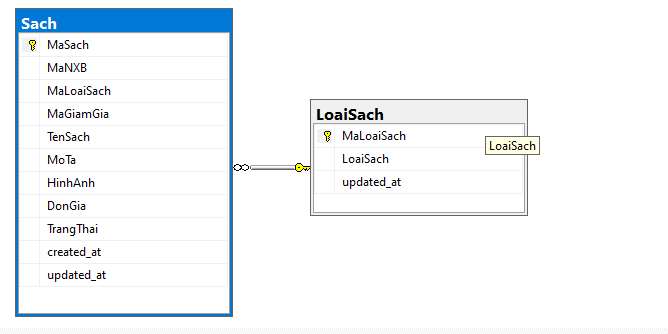 Sach
MaSach
MaNXB
MaLoaiSach
MaGiamGia
TenSach
MoTa
HinhAnh
DonGia
TrangThai
created_at
updated_at
LoaiSach
MaLoaiSach
LoaiSach
updated_at
LoaiSach